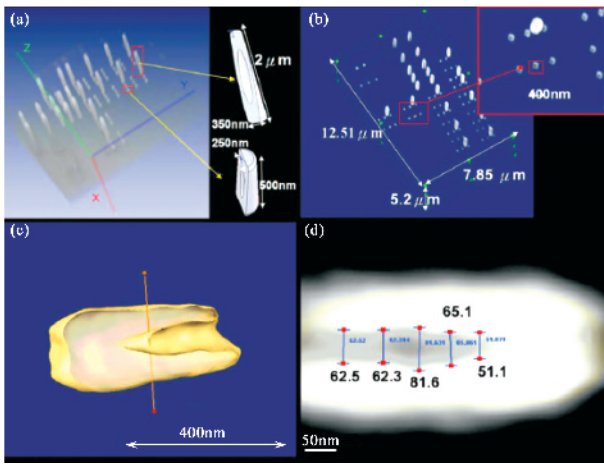 (a)
Z
Y
X
2 μm
350nm
250nm
500nm
(b)
400nm
12.51 μm
7.85 μm
5.2 μm
(c)
400nm
(d)
65.1
62.5
62.3
81.6
51.1
50nm